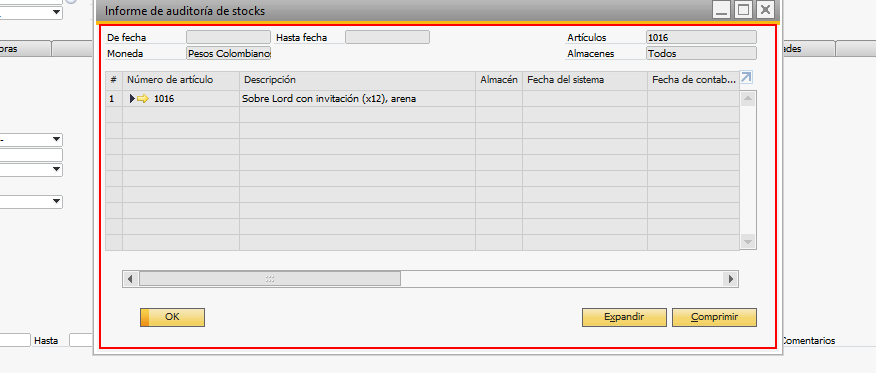 Informe de auditoría de stocks
De fecha Hasta fecha Artículos 1016
Moneda Pesos Colombianos Almacenes Todos
oras
ades
# Número de artículo Descripción Almacén Fecha del sistema Fecha de contab...
1 1016 Sobre Lord con invitación (x12), arena
OK Expandir Comprimir
Hasta Comentarios